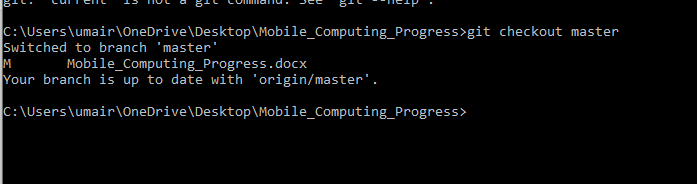 git: 'current' is not a git command. See 'git --help'.
C:\Users\umair\OneDrive\Desktop\Mobile_Computing_Progress>git checkout master
Switched to branch 'master'
M       Mobile_Computing_Progress.docx
Your branch is up to date with 'origin/master'.
C:\Users\umair\OneDrive\Desktop\Mobile_Computing_Progress>